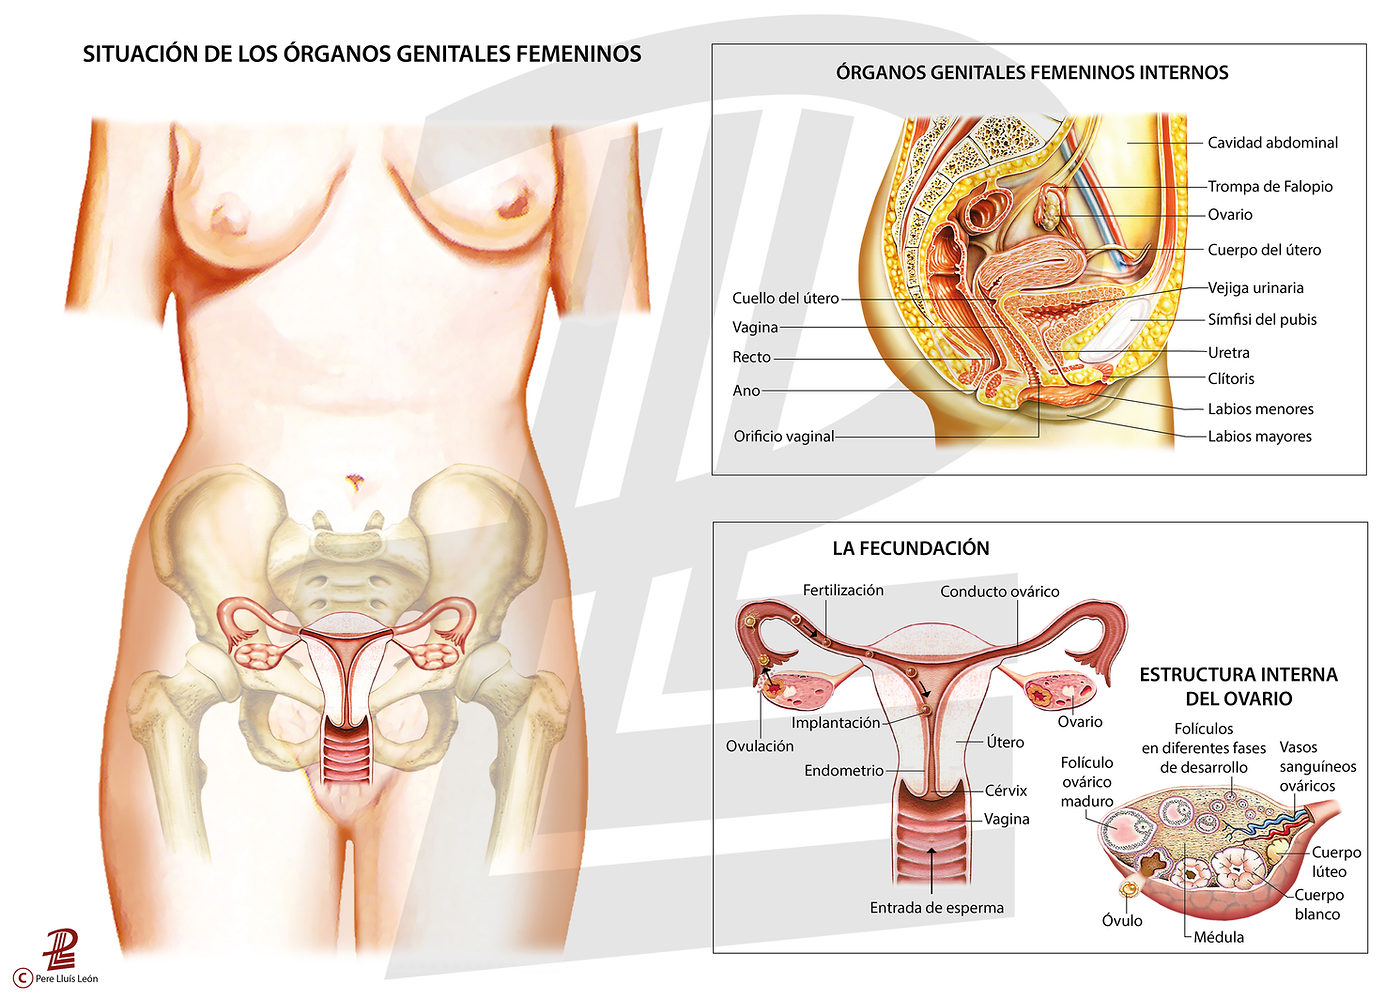 SITUACIÓN DE LOS ÓRGANOS GENITALES FEMENINOS
ÓRGANOS GENITALES FEMENINOS INTERNOS
Cavidad abdominal
Trompa de Falopio
Ovario
Cuerpo del útero
Vejiga urinaria
Símfisi del pubis
Uretra
Clítoris
Labios menores
Labios mayores
Cuello del útero
Vagina
Recto
Ano
Orificio vaginal
LA FECUNDACIÓN
Fertilización
Conducto ovárico
Implantación
Ovulación
Endometrio
Ovario
Útero
Cérvix
Vagina
Entrada de esperma
ESTRUCTURA INTERNA
DEL OVARIO
Folículos
en diferentes fases
de desarrollo
Vasos
sanguíneos
ováricos
Folículo
ovárico
maduro
Cuerpo
lúteo
Cuerpo
blanco
Óvulo
Médula
C Pere Lluís León